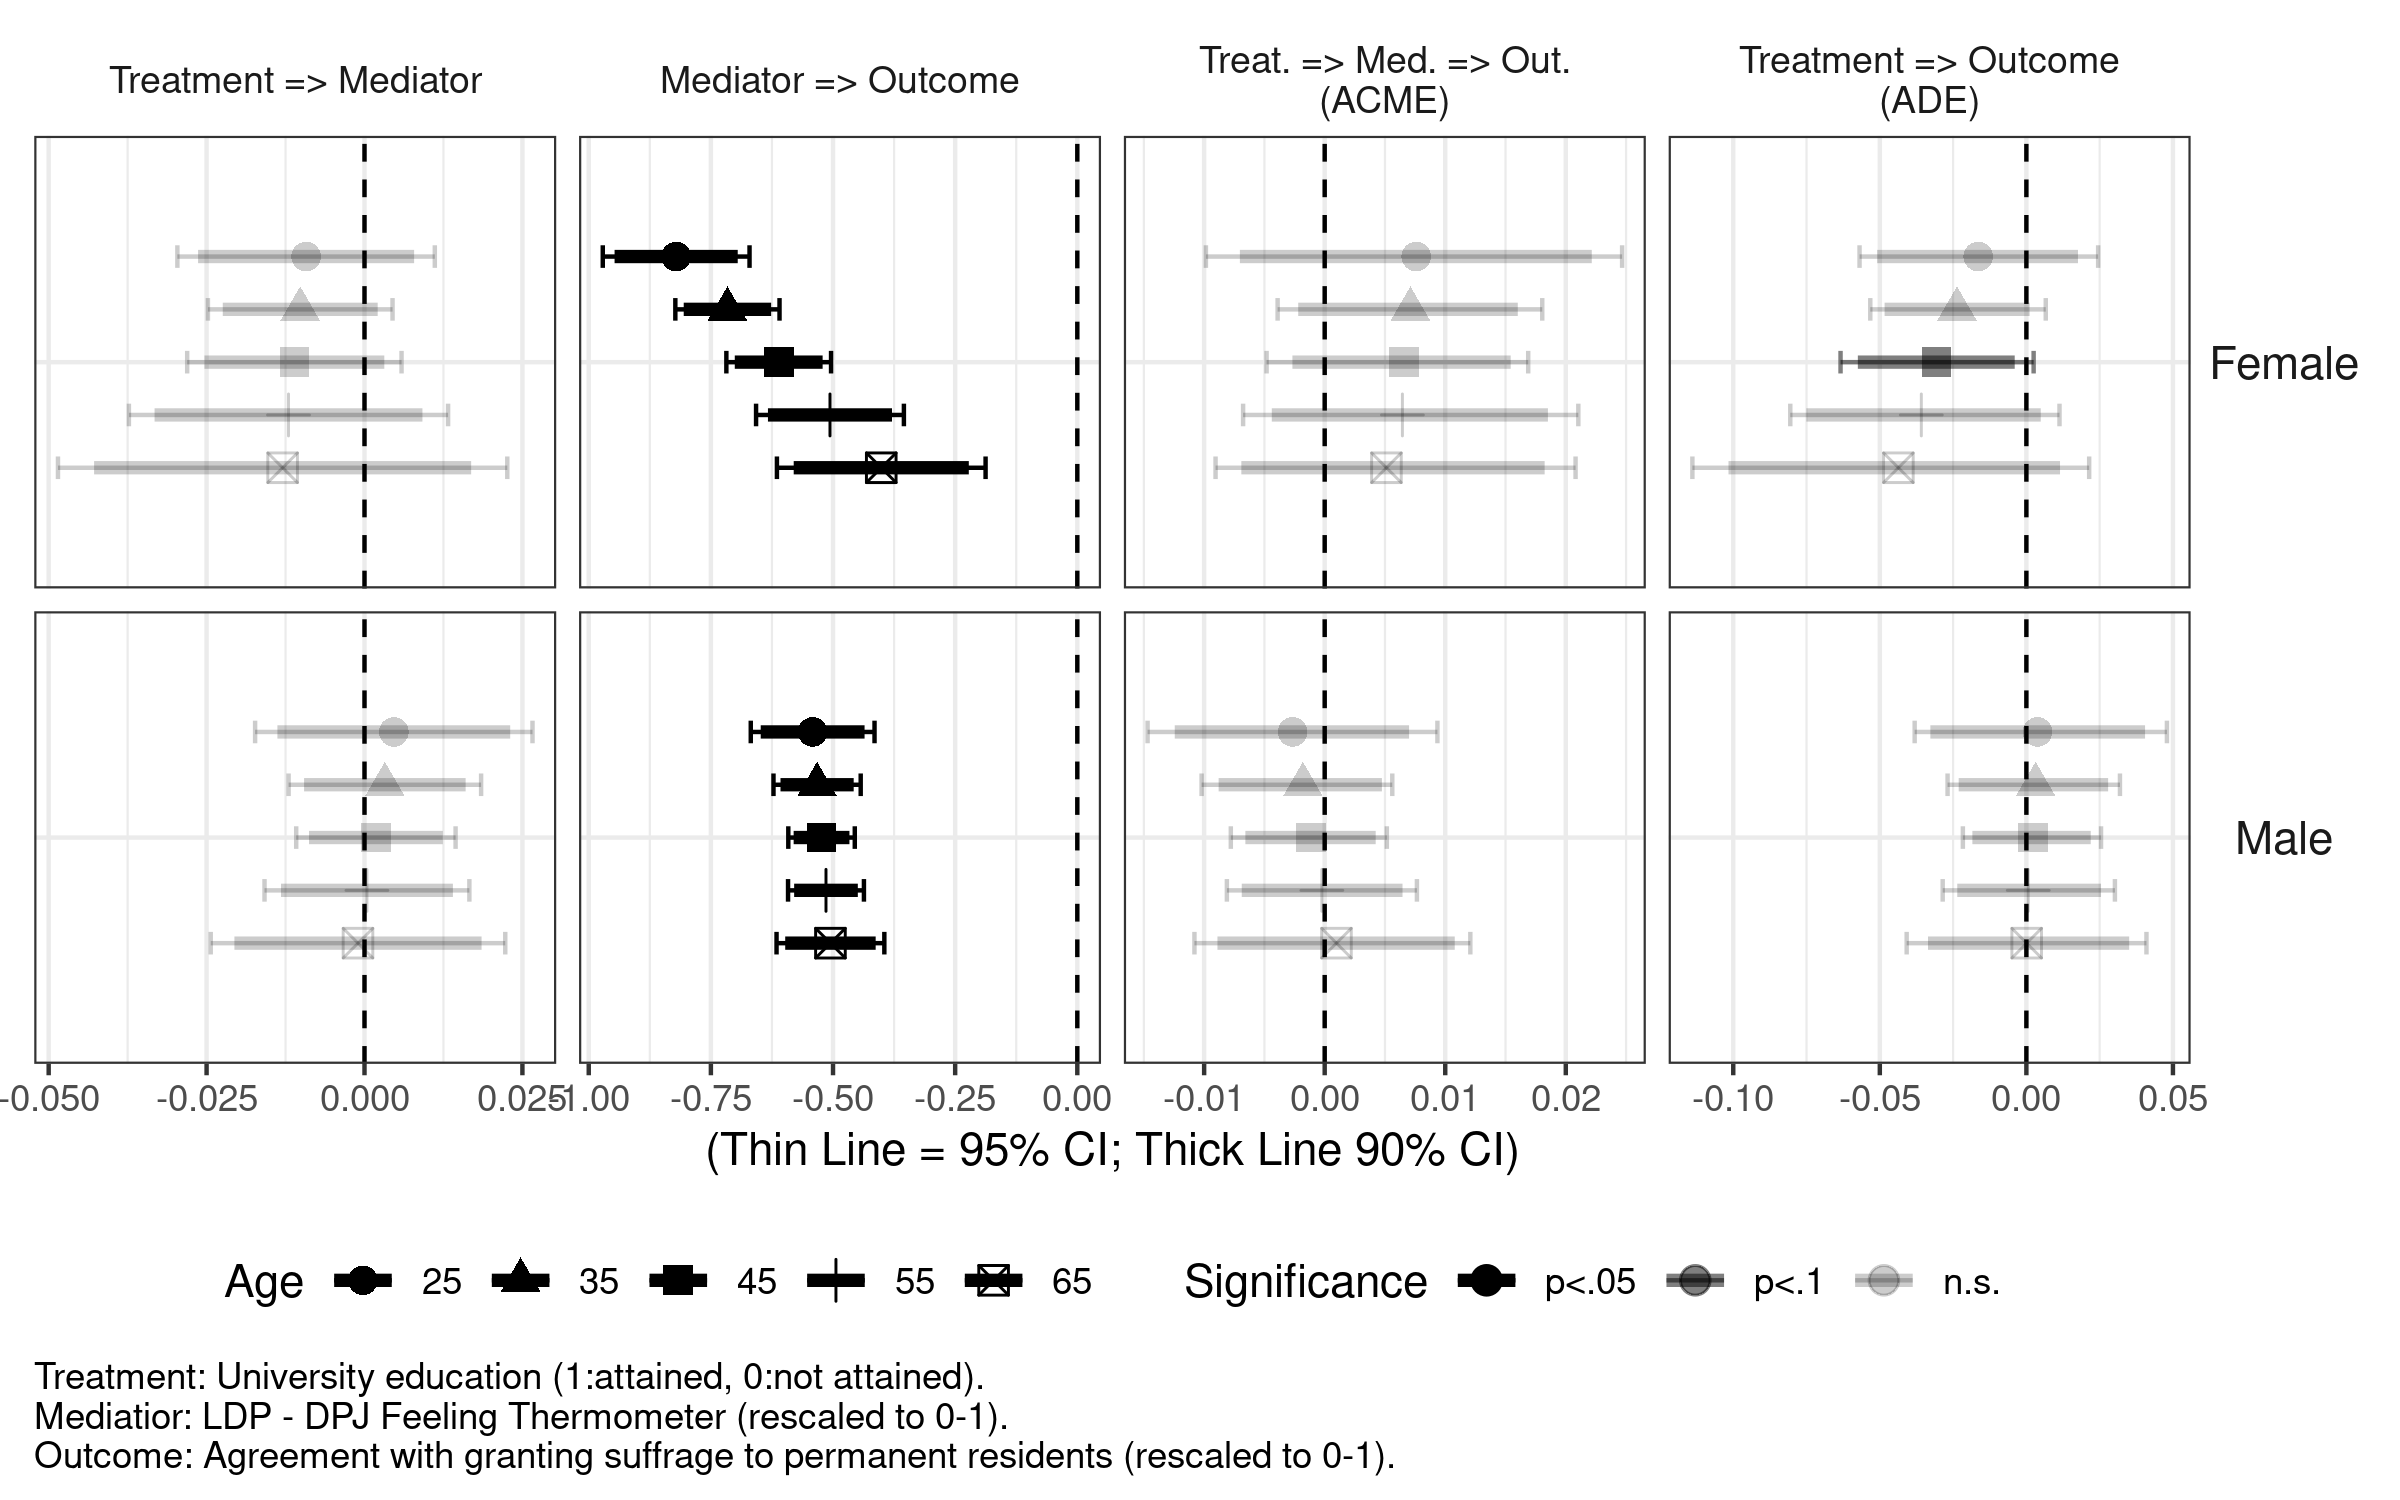 Treatment => Mediator
Mediator => Outcome
Treat. => Med. => Out.
(ACME)
Treatment => Outcome
(ADE)
Female
Male
-0.050 -0.025 0.000 0.025
-1.00 -0.75 -0.50 -0.25 0.00
-0.01 0.00 0.01 0.02
-0.10 -0.05 0.00 0.05
(Thin Line = 95% CI; Thick Line 90% CI)
Age 25 35 45 55 65
Significance p<.05 p<.1 n.s.
Treatment: University education (1:attained, 0:not attained).
Mediatior: LDP - DPJ Feeling Thermometer (rescaled to 0-1).
Outcome: Agreement with granting suffrage to permanent residents (rescaled to 0-1).